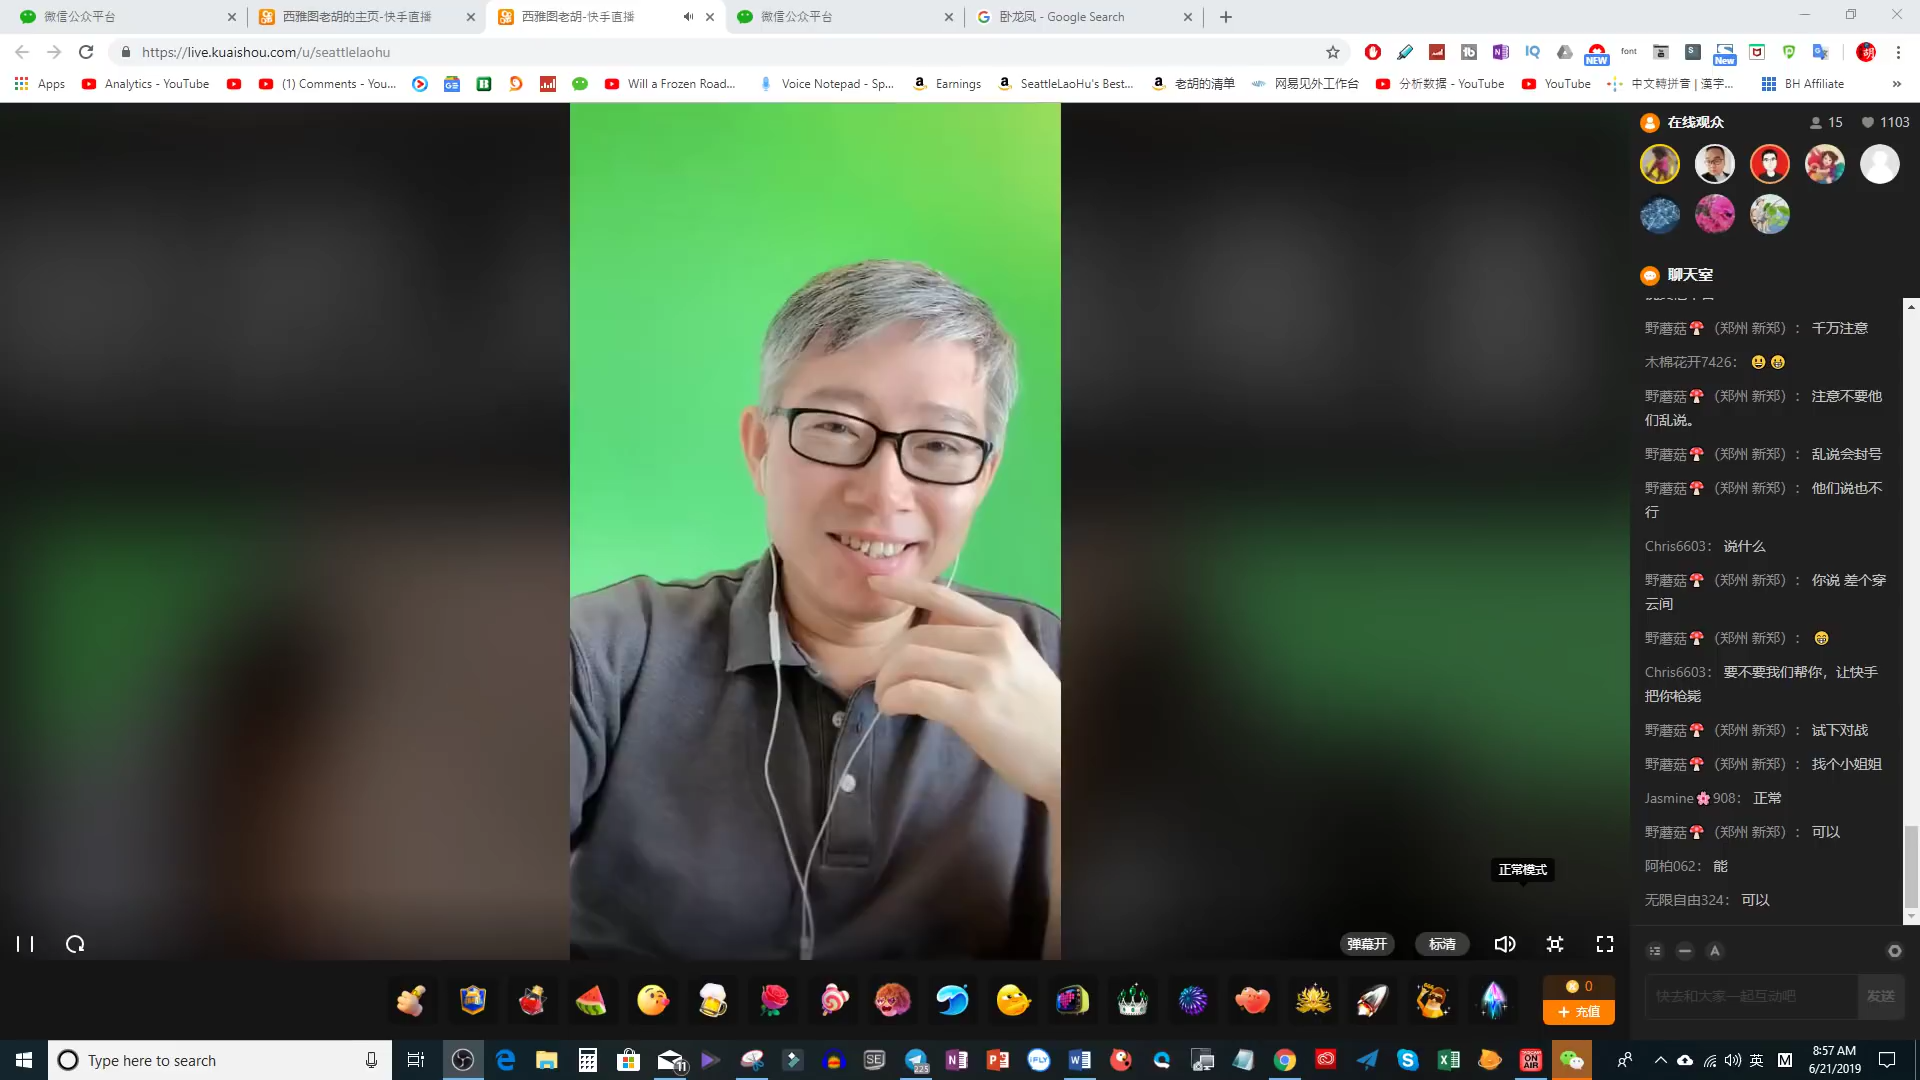 微信公众平台
西雅图老胡的主页-快手直播
西雅图老胡-快手直播
微信公众平台
卧龙凤 - Google Search
https://live.kuaishou.com/u/seattlelaohu
font
NEW
New
Apps
Analytics - YouTube
(1) Comments - You...
Will a Frozen Road...
Voice Notepad - Sp...
Earnings
SeattleLaoHu's Best...
老胡的清单
网易见外工作台
分析数据 - YouTube
YouTube
中文轉拼音 | 漢字...
BH Affiliate
»
在线观众
15
1103
聊天室
野蘑菇🍄（郑州 新郑）： 千万注意
木棉花开7426： 😃 😁
野蘑菇🍄（郑州 新郑）： 注意不要他
们乱说。
野蘑菇🍄（郑州 新郑）： 乱说会封号
野蘑菇🍄（郑州 新郑）： 他们说也不
行
Chris6603： 说什么
野蘑菇🍄（郑州 新郑）： 你说 差个穿
云间
野蘑菇🍄（郑州 新郑）： 😁
Chris6603： 要不要我们帮你，让快手
把你枪毙
野蘑菇🍄（郑州 新郑）： 试下对战
野蘑菇🍄（郑州 新郑）： 找个小姐姐
Jasmine🌸908： 正常
野蘑菇🍄（郑州 新郑）： 可以
阿柏062： 能
无限自由324： 可以
正常模式
弹幕开
标清
快去和大家一起互动吧
发送
0
+ 充值
Type here to search
11
225
英
M
8:57 AM
6/21/2019